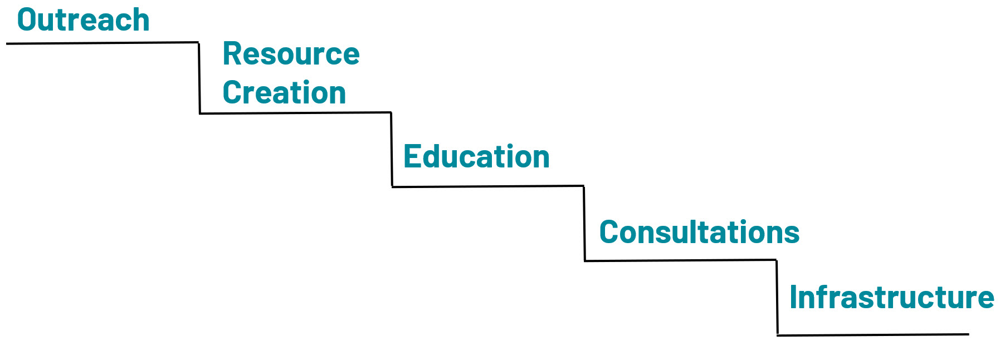 Outreach
Resource
Creation
Education
Consultations
Infrastructure